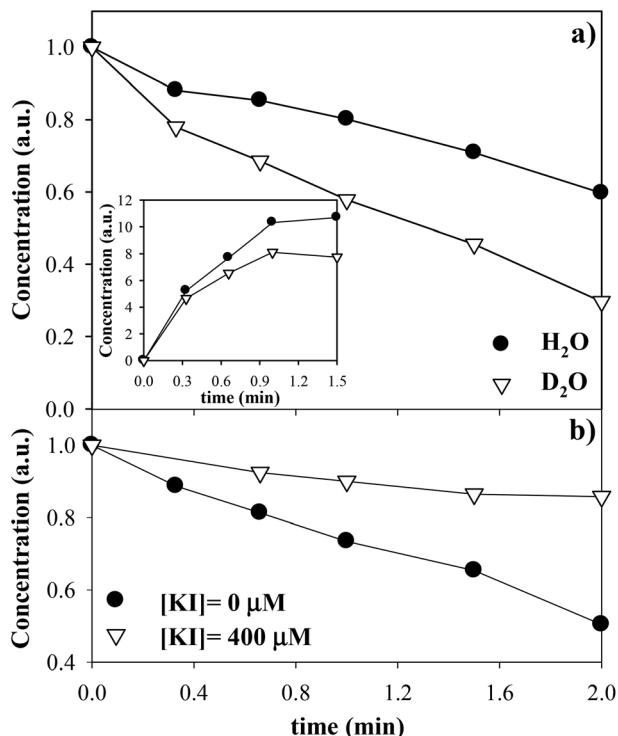 a)
Concentration (a.u.)
1.0
0.8
0.6
0.4
0.2
0.0
Concentration (a.u.)
12
10
8
6
4
2
0
0.0 0.3 0.6 0.9 1.2 1.5
time (min)
H₂O
D₂O
b)
Concentration (a.u.)
1.0
0.8
0.6
0.4
[KI]= 0 μM
[KI]= 400 μM
0.0 0.4 0.8 1.2 1.6 2.0
time (min)